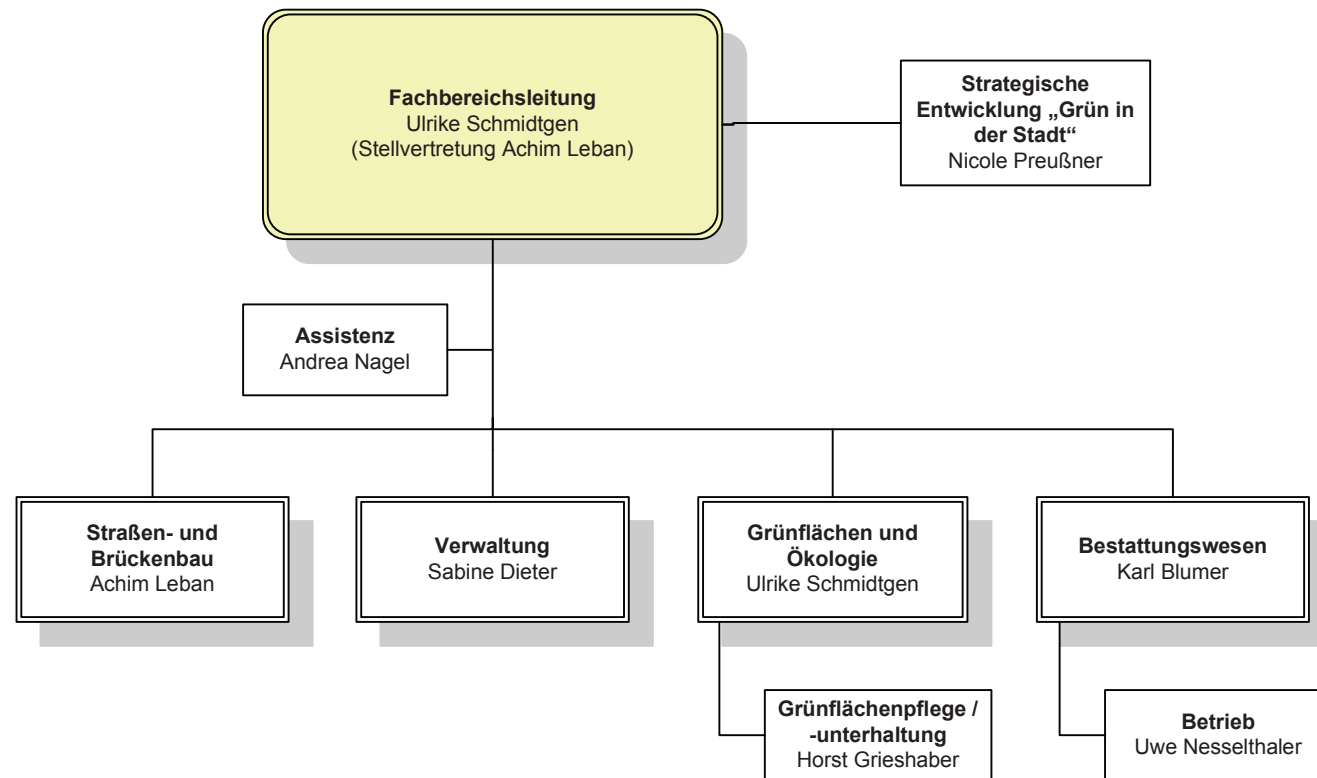 Fachbereichsleitung
Ulrike Schmidtgen
(Stellvertretung Achim Leban)
Strategische
Entwicklung „Grün in
der Stadt“
Nicole Preußner
Assistenz
Andrea Nagel
Straßen- und
Brückenbau
Achim Leban
Verwaltung
Sabine Dieter
Grünflächen und
Ökologie
Ulrike Schmidtgen
Bestattungswesen
Karl Blumer
Grünflächenpflege /
-unterhaltung
Horst Grieshaber
Betrieb
Uwe Nesselthaler